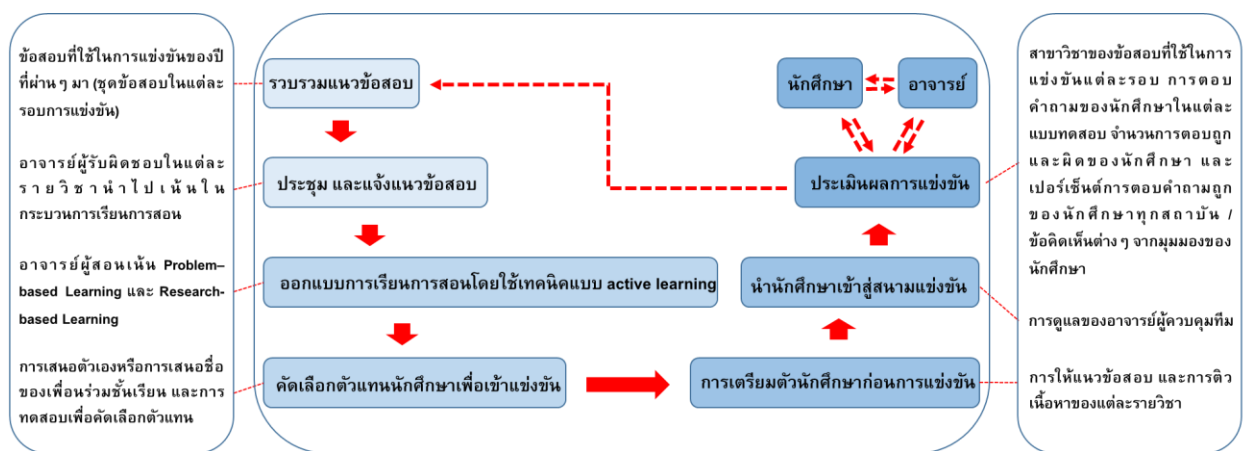 ข้อสอบที่ใช้ในการแข่งขันของปี
ที่ผ่าน ๆ มา (ชุดข้อสอบในแต่ละ
รอบการแข่งขัน)
อาจารย์ผู้รับผิดชอบในแต่ละ
รายวิชานำไปเน้นใน
กระบวนการเรียนการสอน
อาจารย์ผู้สอนเน้น Problem–
based Learning และ Research-
based Learning
การเสนอตัวเองหรือการเสนอชื่อ
ของเพื่อนร่วมชั้นเรียน และการ
ทดสอบเพื่อคัดเลือกตัวแทน
รวบรวมแนวข้อสอบ
ประชุม และแจ้งแนวข้อสอบ
ออกแบบการเรียนการสอนโดยใช้เทคนิคแบบ active learning
คัดเลือกตัวแทนนักศึกษาเพื่อเข้าแข่งขัน
นักศึกษา
อาจารย์
ประเมินผลการแข่งขัน
นำนักศึกษาเข้าสู่สนามแข่งขัน
การเตรียมตัวนักศึกษาก่อนการแข่งขัน
สาขาวิชาของข้อสอบที่ใช้ในการ
แข่งขันแต่ละรอบ การตอบ
คำถามของนักศึกษาในแต่ละ
แบบทดสอบ จำนวนการตอบถูก
และผิดของนักศึกษา และ
เปอร์เซ็นต์การตอบคำถามถูก
ของนักศึกษาทุกสถาบัน /
ข้อคิดเห็นต่าง ๆ จากมุมมองของ
นักศึกษา
การดูแลของอาจารย์ผู้ควบคุมทีม
การให้แนวข้อสอบ และการติว
เนื้อหาของแต่ละรายวิชา